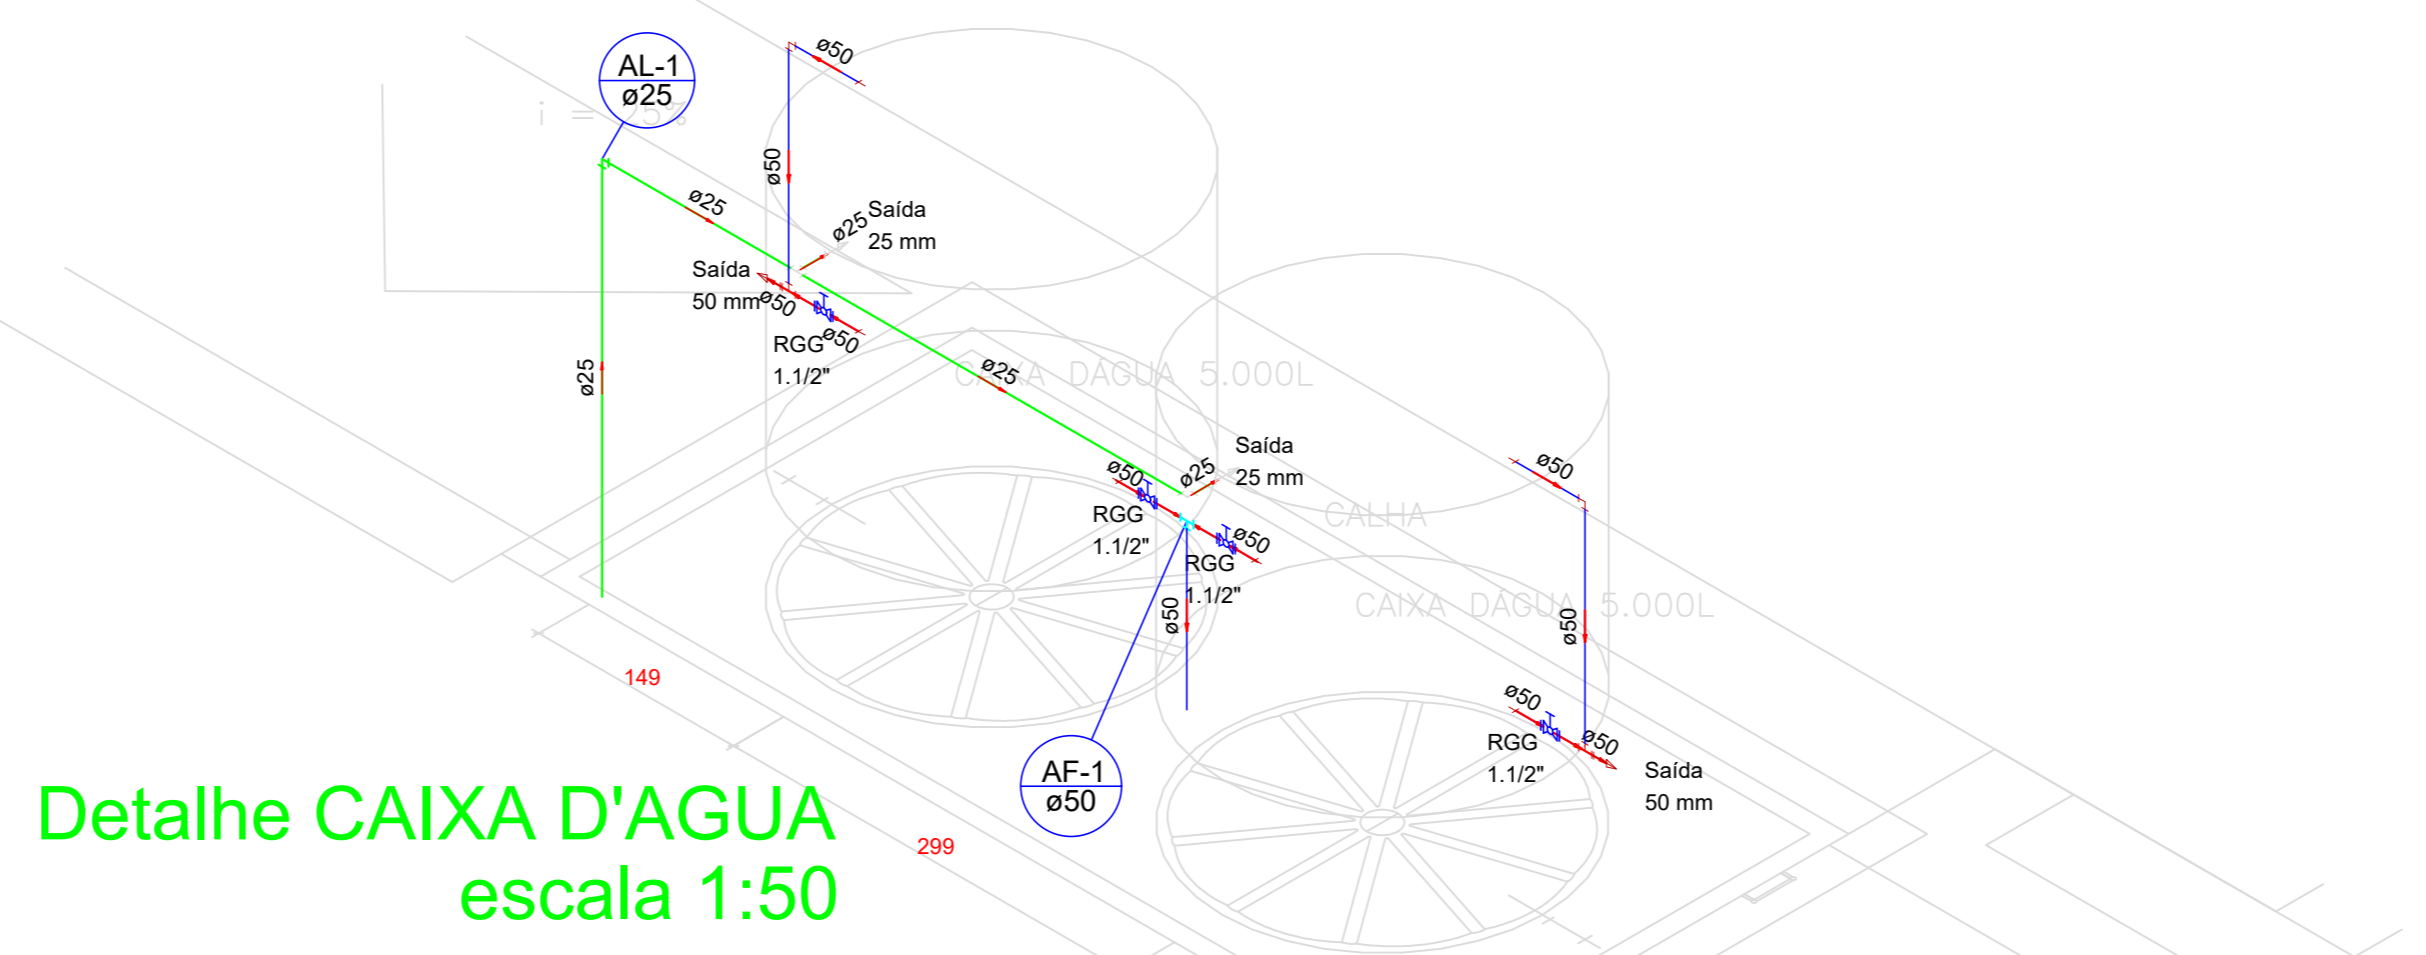 AL-1
ø25
i = 25%
ø50
ø50
ø25
ø25
Saída
25 mm
Saída
50 mm
ø50
ø50
RGG
1.1/2"
ø25
ø25
CAIXA DÁGUA 5.000L
Saída
25 mm
ø25
ø50
RGG
1.1/2"
ø50
RGG
1.1/2"
ø50
CALHA
ø50
CAIXA DÁGUA 5.000L
ø50
ø50
RGG
1.1/2"
ø50
Saída
50 mm
149
299
AF-1
ø50
Detalhe CAIXA D'AGUA
escala 1:50